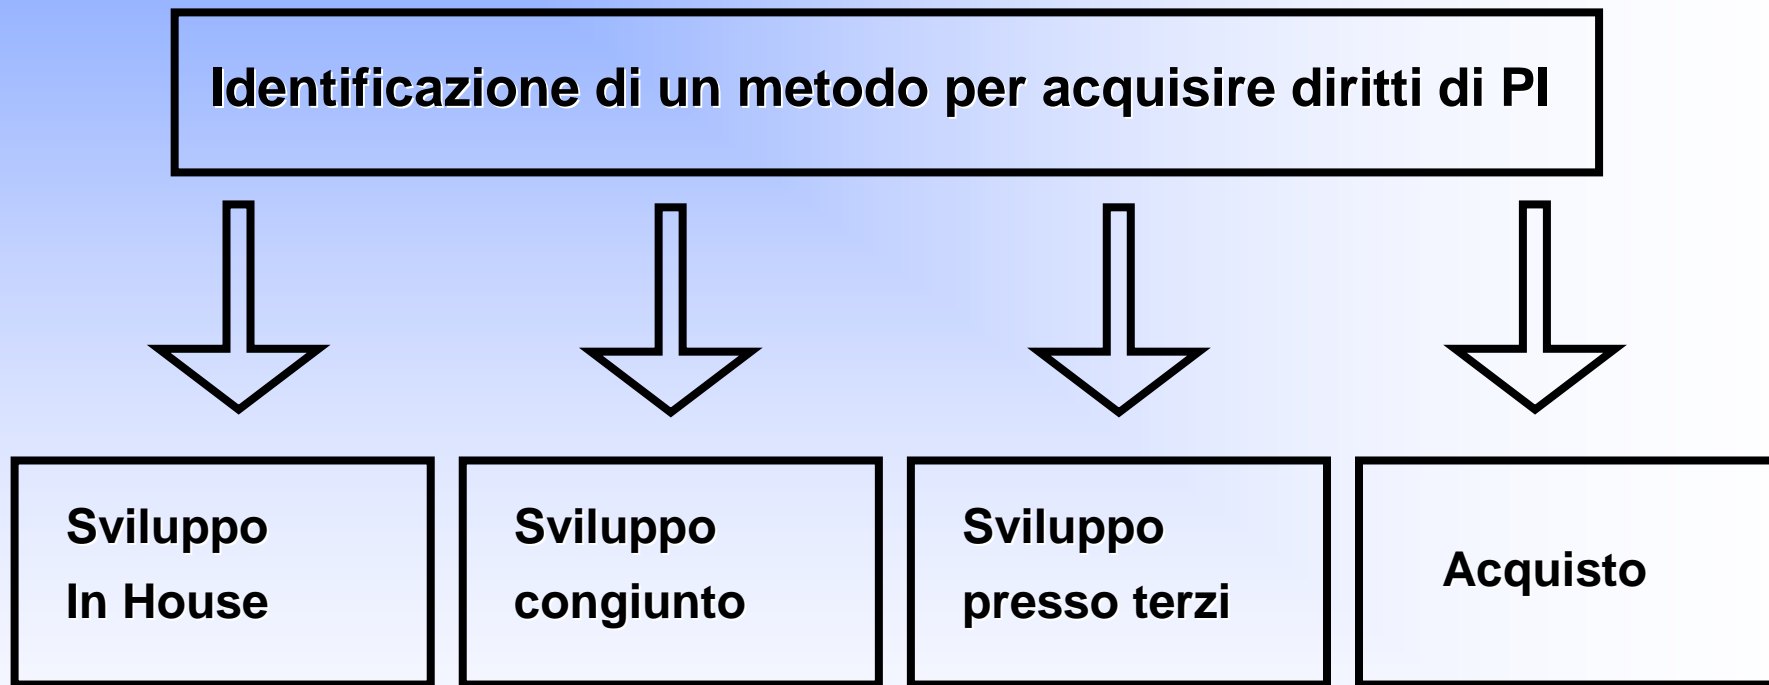 Identificazione di un metodo per acquisire diritti di PI
Sviluppo
In House
Sviluppo
congiunto
Sviluppo
presso terzi
Acquisto